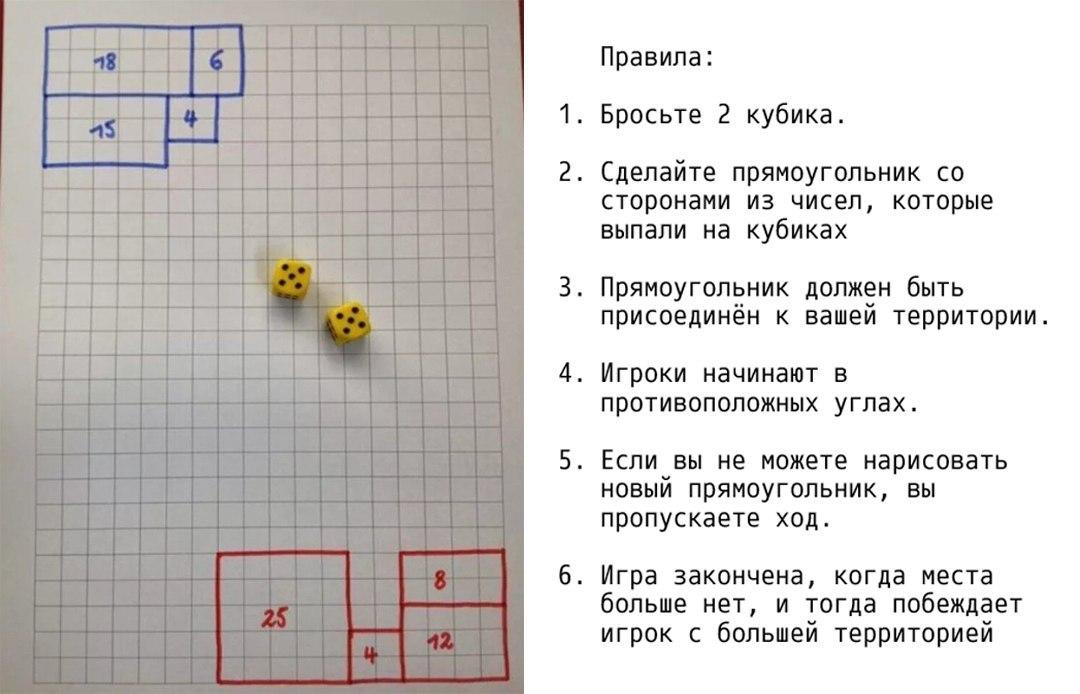 18
6
15
4
25
4
8
12
Правила:
1. Бросьте 2 кубика.
2. Сделайте прямоугольник со
сторонами из чисел, которые
выпали на кубиках
3. Прямоугольник должен быть
присоединён к вашей территории.
4. Игроки начинают в
противоположных углах.
5. Если вы не можете нарисовать
новый прямоугольник, вы
пропускаете ход.
6. Игра закончена, когда места
больше нет, и тогда побеждает
игрок с большей территорией